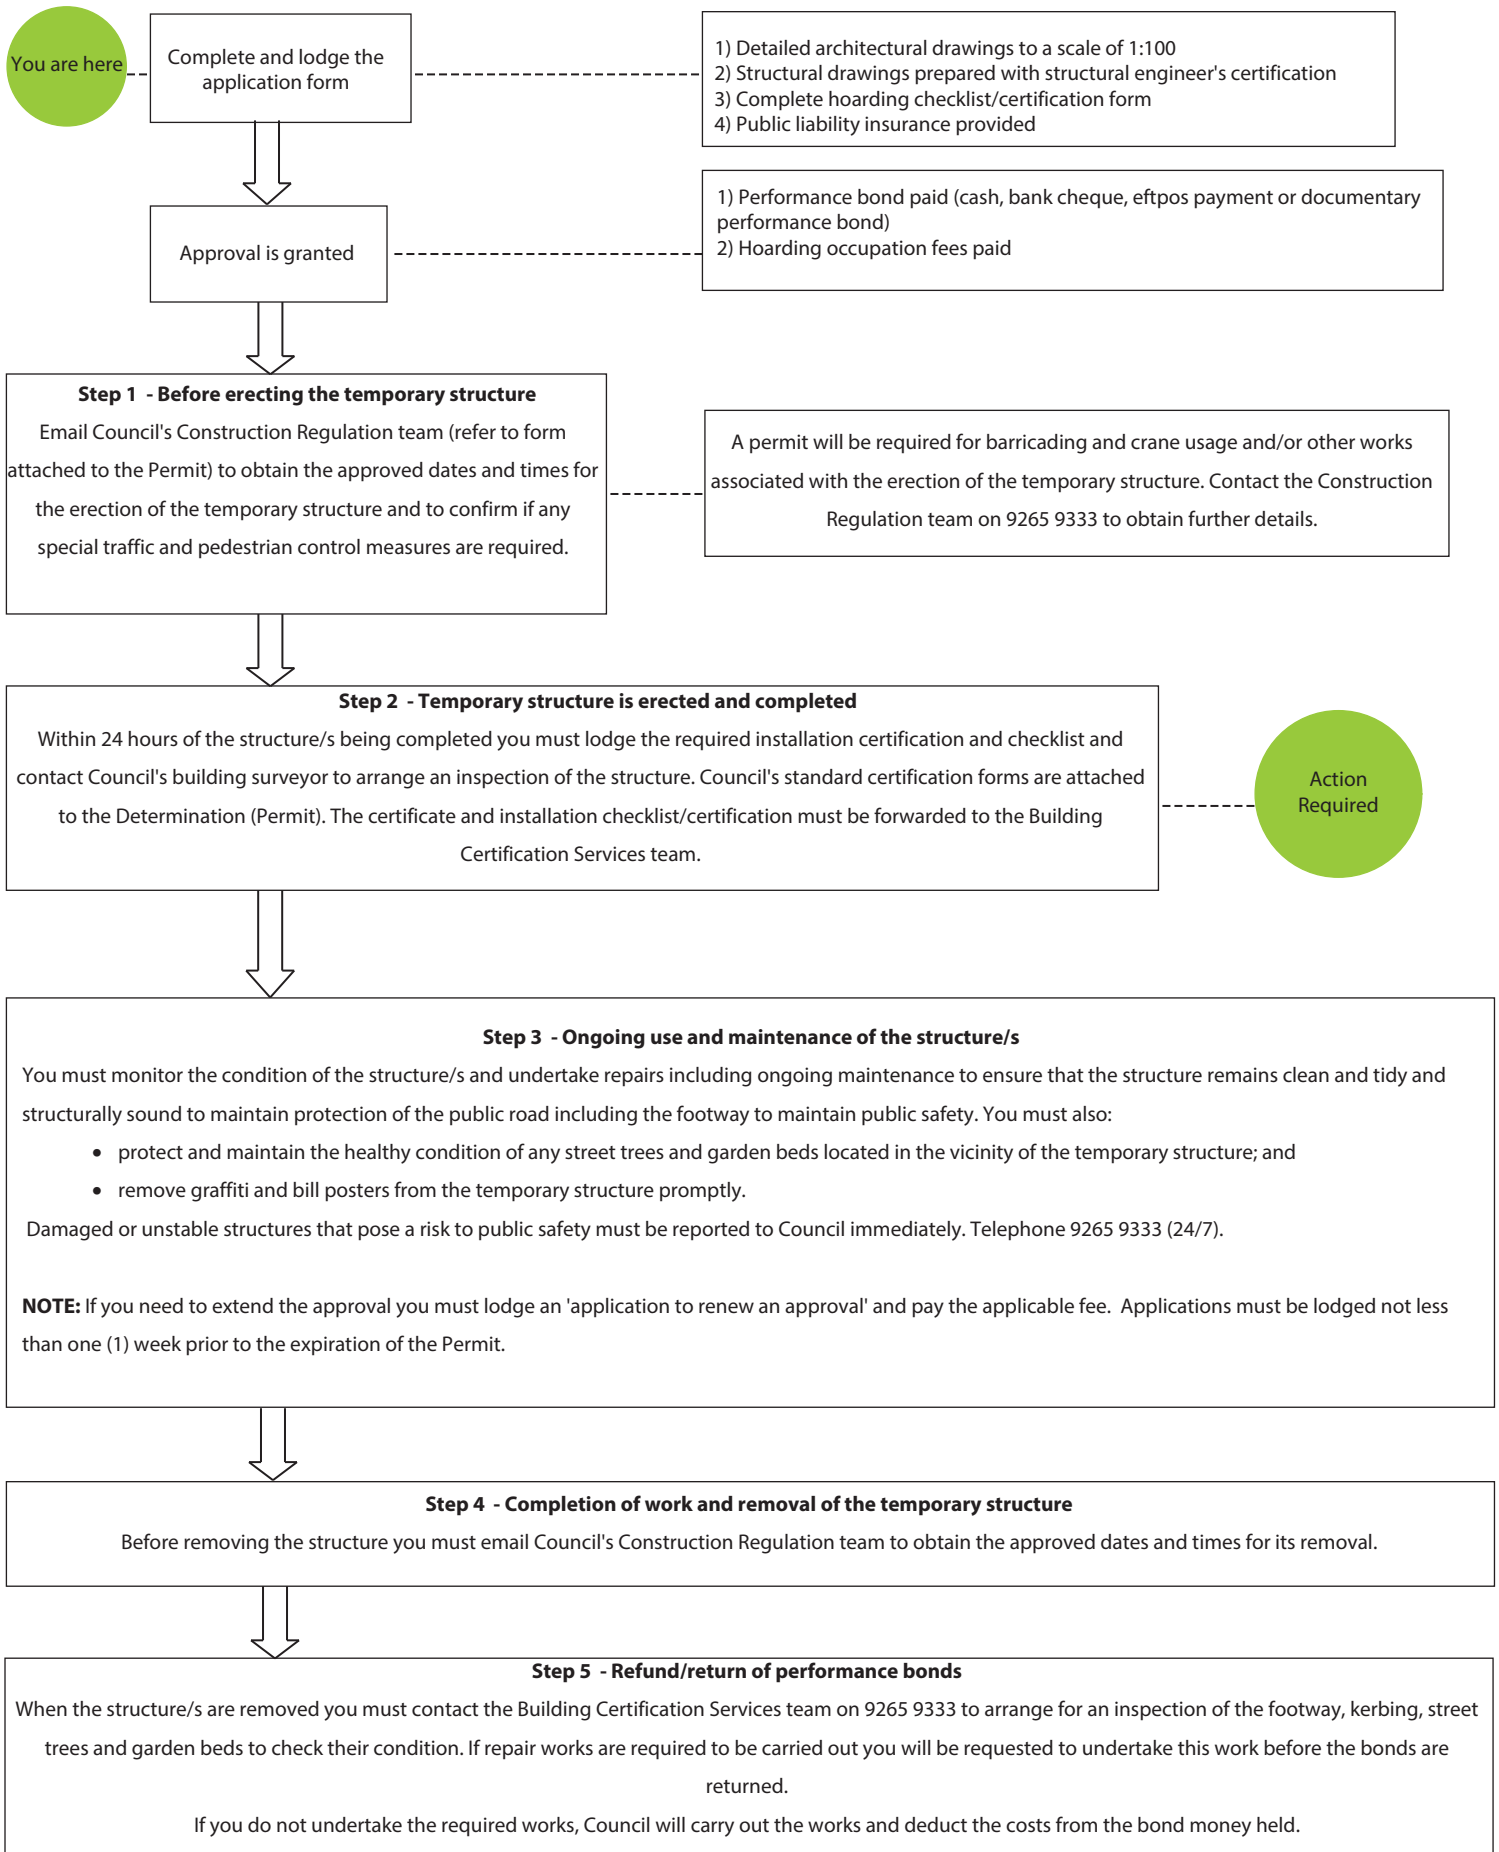 You are here
Complete and lodge the
application form
1) Detailed architectural drawings to a scale of 1:100
2) Structural drawings prepared with structural engineer's certification
3) Complete hoarding checklist/certification form
4) Public liability insurance provided
Approval is granted
1) Performance bond paid (cash, bank cheque, eftpos payment or documentary
performance bond)
2) Hoarding occupation fees paid
Step 1 - Before erecting the temporary structure
Email Council's Construction Regulation team (refer to form
attached to the Permit) to obtain the approved dates and times for
the erection of the temporary structure and to confirm if any
special traffic and pedestrian control measures are required.
A permit will be required for barricading and crane usage and/or other works
associated with the erection of the temporary structure. Contact the Construction
Regulation team on 9265 9333 to obtain further details.
Step 2 - Temporary structure is erected and completed
Within 24 hours of the structure/s being completed you must lodge the required installation certification and checklist and
contact Council's building surveyor to arrange an inspection of the structure. Council's standard certification forms are attached
to the Determination (Permit). The certificate and installation checklist/certification must be forwarded to the Building
Certification Services team.
Action
Required
Step 3 - Ongoing use and maintenance of the structure/s
You must monitor the condition of the structure/s and undertake repairs including ongoing maintenance to ensure that the structure remains clean and tidy and
structurally sound to maintain protection of the public road including the footway to maintain public safety. You must also:
• protect and maintain the healthy condition of any street trees and garden beds located in the vicinity of the temporary structure; and
• remove graffiti and bill posters from the temporary structure promptly.
Damaged or unstable structures that pose a risk to public safety must be reported to Council immediately. Telephone 9265 9333 (24/7).
NOTE: If you need to extend the approval you must lodge an 'application to renew an approval' and pay the applicable fee. Applications must be lodged not less
than one (1) week prior to the expiration of the Permit.
Step 4 - Completion of work and removal of the temporary structure
Before removing the structure you must email Council's Construction Regulation team to obtain the approved dates and times for its removal.
Step 5 - Refund/return of performance bonds
When the structure/s are removed you must contact the Building Certification Services team on 9265 9333 to arrange for an inspection of the footway, kerbing, street
trees and garden beds to check their condition. If repair works are required to be carried out you will be requested to undertake this work before the bonds are
returned.
If you do not undertake the required works, Council will carry out the works and deduct the costs from the bond money held.